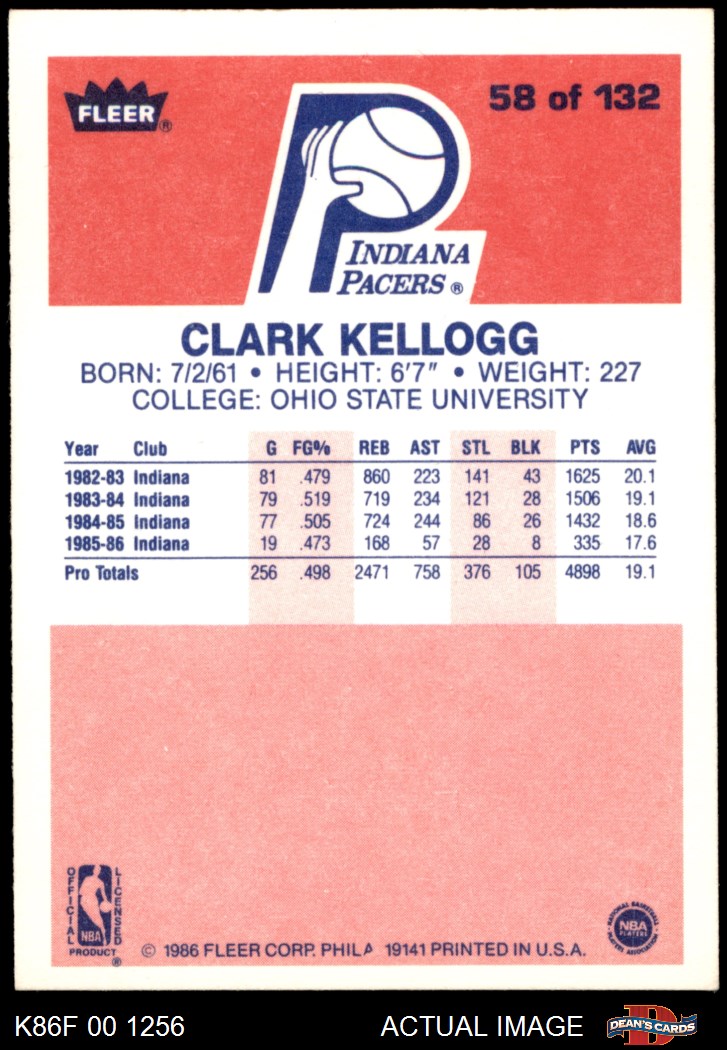 FLEER®
58 of 132
INDIANA
PACERS ®
CLARK KELLOGG
BORN: 7/2/61 • HEIGHT: 6'7" • WEIGHT: 227
COLLEGE: OHIO STATE UNIVERSITY
Year Club G FG% REB AST STL BLK PTS AVG
1982-83 Indiana 81 .479 860 223 141 43 1625 20.1
1983-84 Indiana 79 .519 719 234 121 28 1506 19.1
1984-85 Indiana 77 .505 724 244 86 26 1432 18.6
1985-86 Indiana 19 .473 168 57 28 8 335 17.6
Pro Totals 256 .498 2471 758 376 105 4898 19.1
OFFICIAL LICENSED
NBA
PRODUCT ®
© 1986 FLEER CORP. PHILA 19141 PRINTED IN U.S.A.
NATIONAL BASKETBALL
NBA
PLAYERS
PLAYERS ASSOCIATION
K86F 00 1256
ACTUAL IMAGE
DEAN'S CARDS